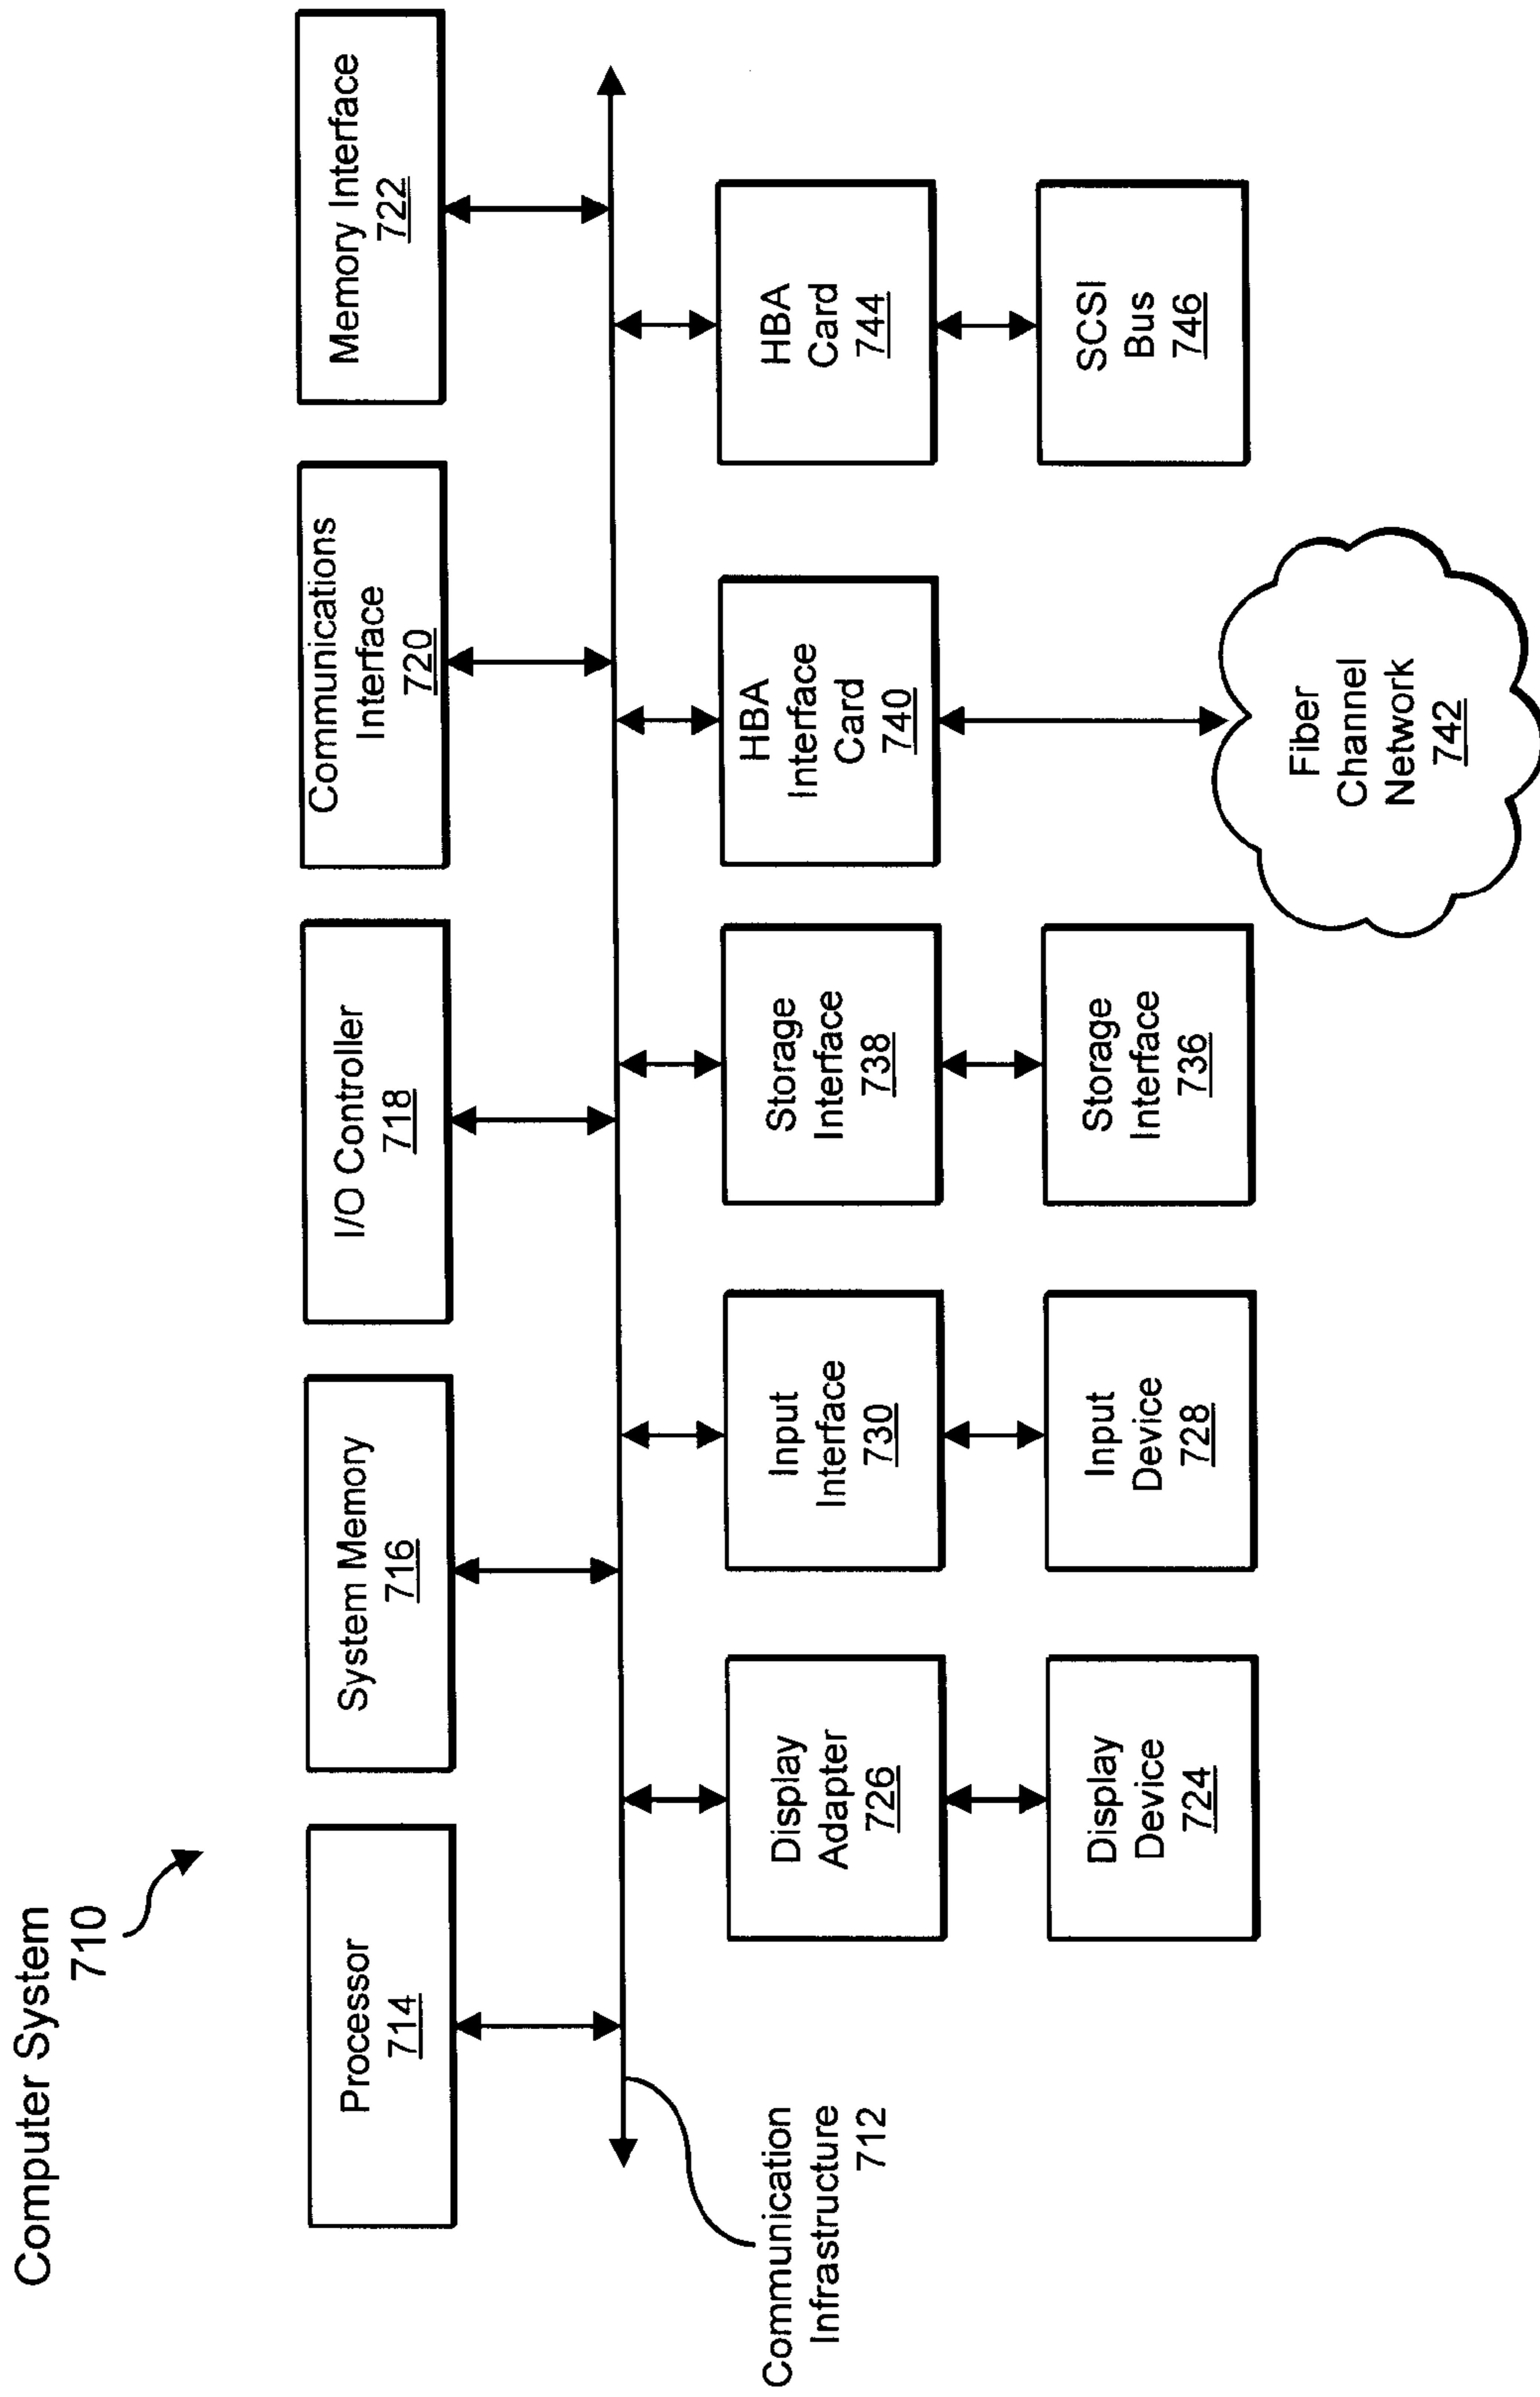 Computer System
710
Processor
714
System Memory
716
I/O Controller
718
Communications
Interface
720
Memory Interface
722
Communication
Infrastructure
712
Display
Adapter
726
Input
Interface
730
Storage
Interface
738
HBA
Interface
Card
740
HBA
Card
744
Display
Device
724
Input
Device
728
Storage
Interface
736
Fiber
Channel
Network
742
SCSI
Bus
746